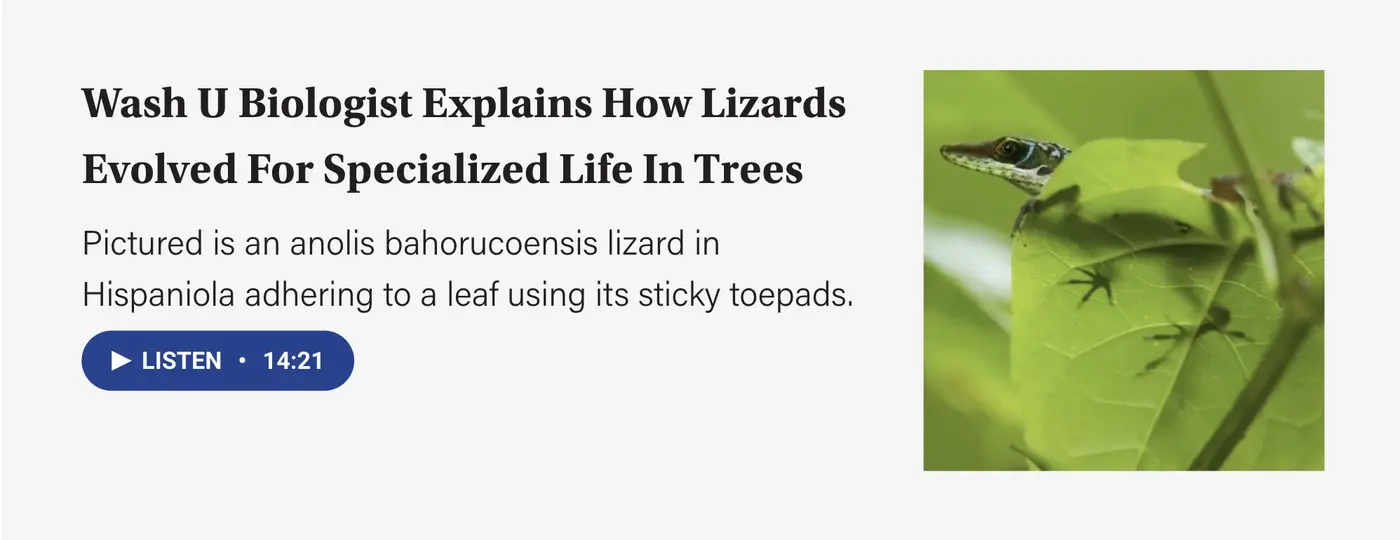 Wash U Biologist Explains How Lizards
Evolved For Specialized Life In Trees
Pictured is an anolis bahorucoensis lizard in
Hispaniola adhering to a leaf using its sticky toepads.
LISTEN • 14:21